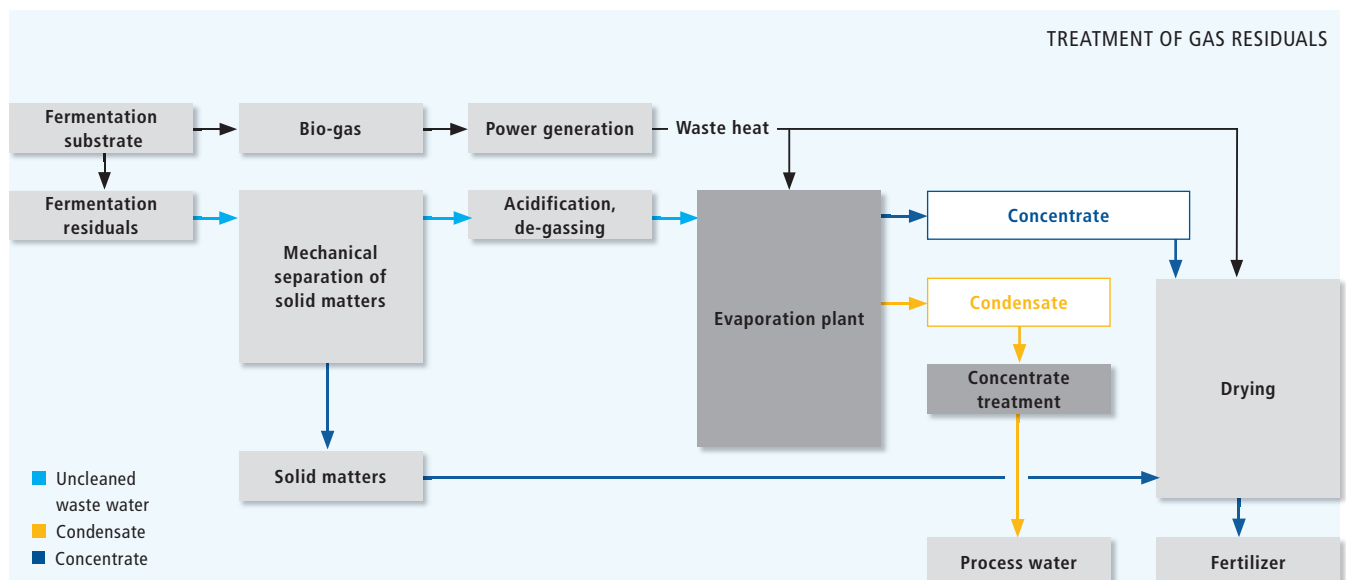 TREATMENT OF GAS RESIDUALS
Fermentation
substrate
Bio-gas
Power generation
Waste heat
Fermentation
residuals
Mechanical
separation of
solid matters
Acidification,
de-gassing
Evaporation plant
Concentrate
Condensate
Concentrate
treatment
Drying
Solid matters
Uncleaned
waste water
Condensate
Concentrate
Process water
Fertilizer